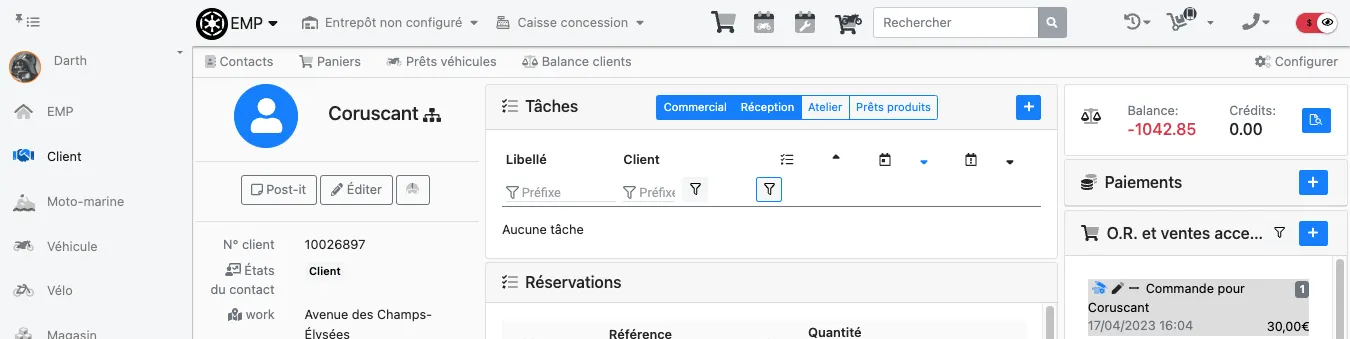 EMP Entrepôt non configuré Caisse concession Rechercher $
Darth
Contacts Paniers Prêts véhicules Balance clients Configurer
EMP
Client
Moto-marine
Véhicule
Vélo
Magasin
Coruscant
Post-it Éditer
N° client 10026897
États du contact Client
work Avenue des Champs-
Élysées
Tâches Commercial Réception Atelier Prêts produits +
Libellé Client
Préfixe Préfixe
Aucune tâche
Réservations
Référence Quantité
Balance: Crédits:
-1042.85 0.00
Paiements +
O.R. et ventes acce... +
Commande pour 1
Coruscant
17/04/2023 16:04 30,00€